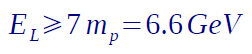 E_L ⩾ 7 m_p = 6.6 GeV